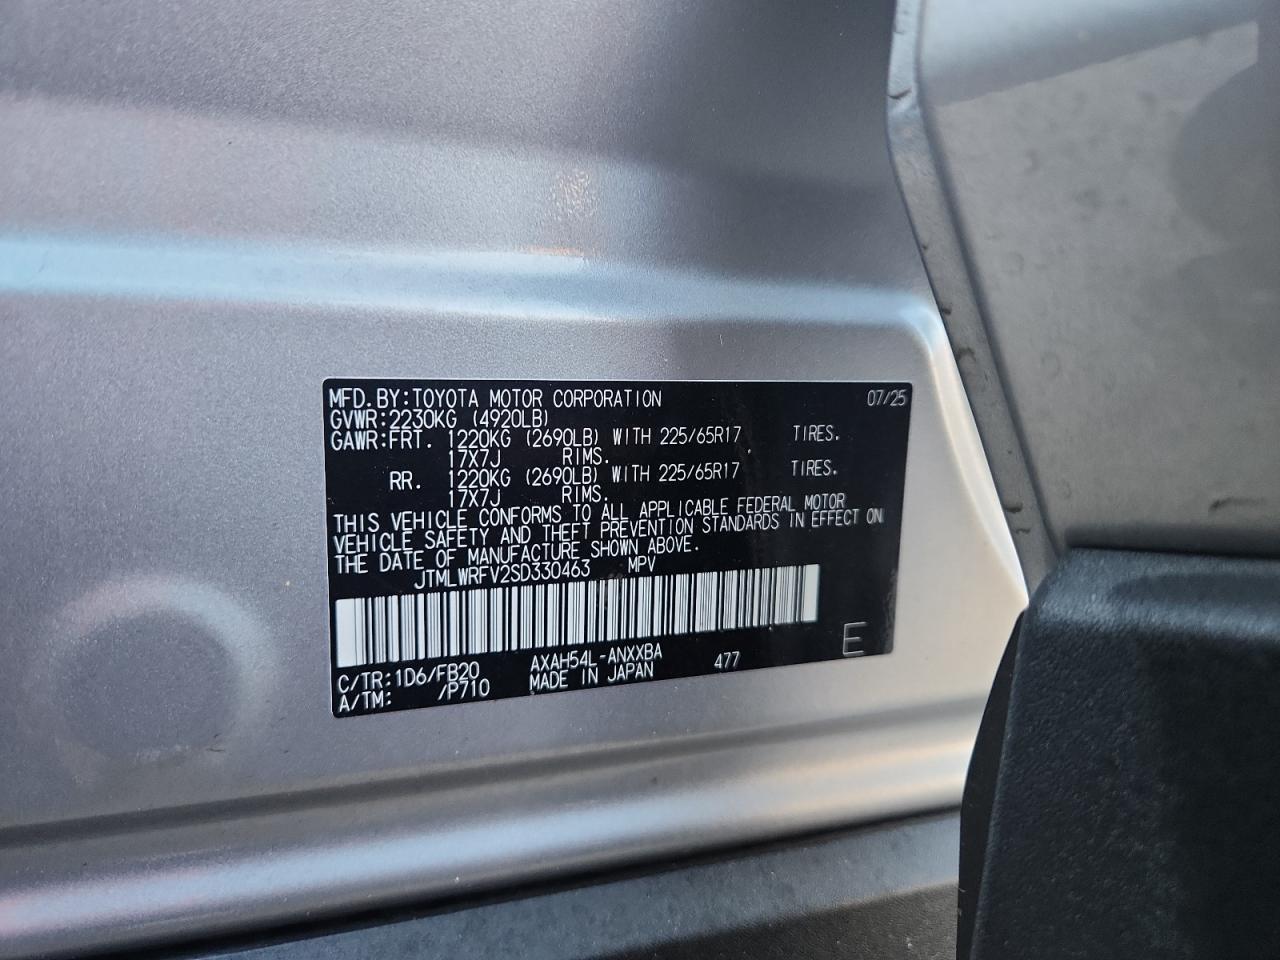 MFD.BY:TOYOTA MOTOR CORPORATION 07/25
GVWR:2230KG (4920LB)
GAWR:FRT. 1220KG (2690LB) WITH 225/65R17 TIRES.
17X7J RIMS.
RR. 1220KG (2690LB) WITH 225/65R17 TIRES.
17X7J RIMS.
THIS VEHICLE CONFORMS TO ALL APPLICABLE FEDERAL MOTOR
VEHICLE SAFETY AND THEFT PREVENTION STANDARDS IN EFFECT ON
THE DATE OF MANUFACTURE SHOWN ABOVE.
JTMLWRFV2SD330463 MPV
E
C/TR:1D6/FB20 AXAH54L-ANXXBA 477
A/TM: /P710 MADE IN JAPAN